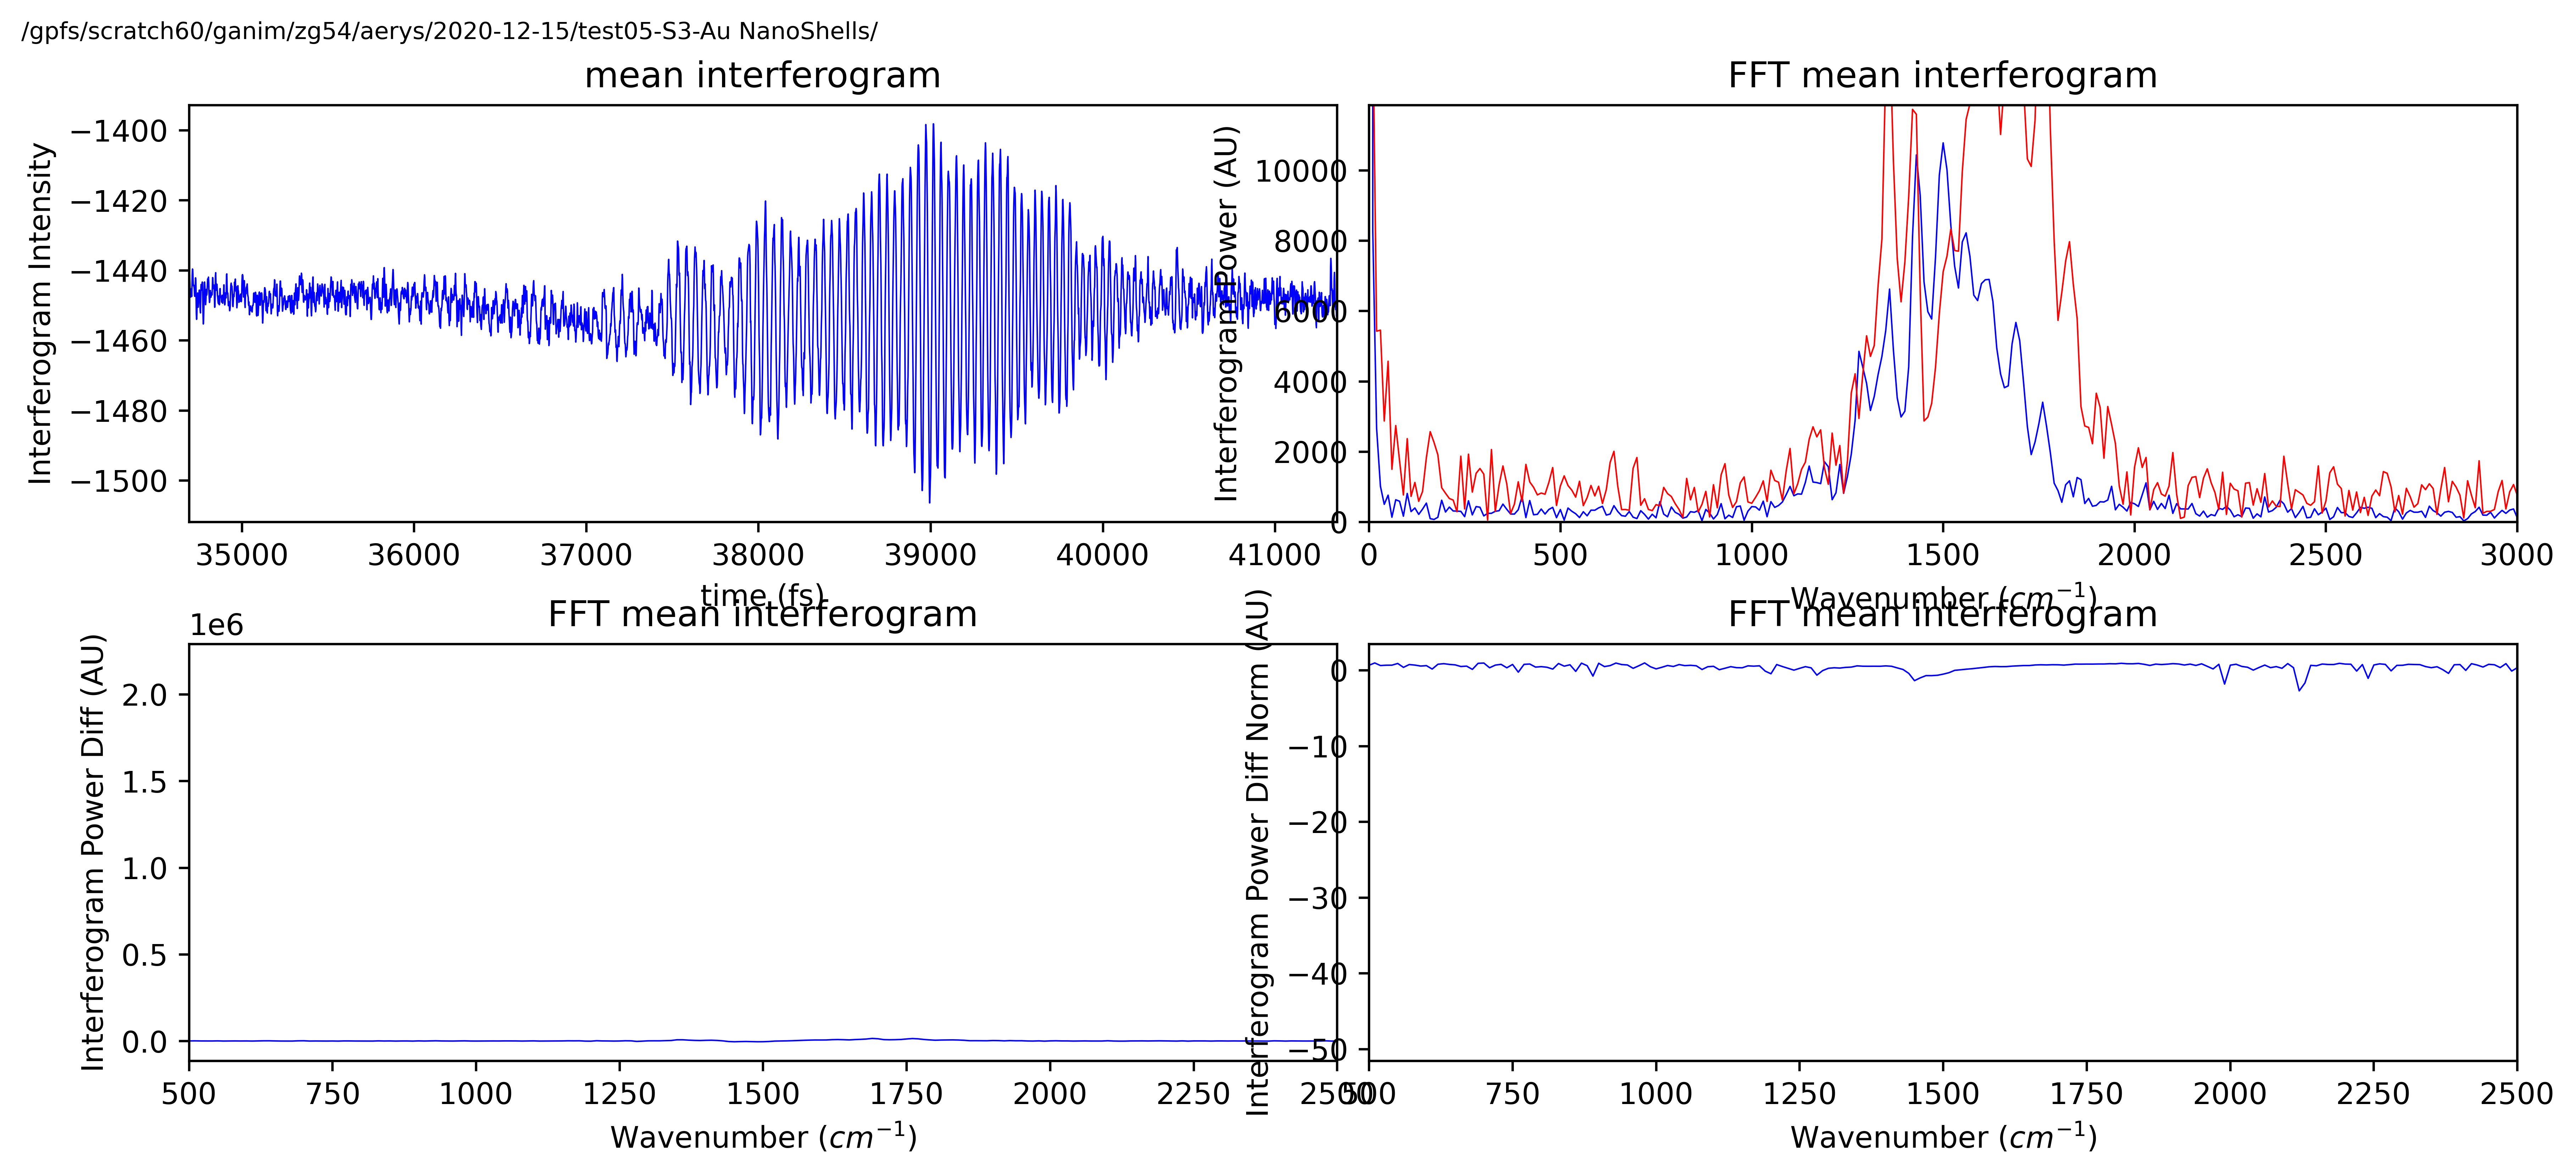 /gpfs/scratch60/ganim/zg54/aerys/2020-12-15/test05-S3-Au NanoShells/
mean interferogram
Interferogram Intensity
−1400
−1420
−1440
−1460
−1480
−1500
35000 36000 37000 38000 39000 40000 41000
time (fs)
FFT mean interferogram
Interferogram Power (AU)
10000
8000
6000
4000
2000
0
0 500 1000 1500 2000 2500 3000
Wavenumber (cm⁻¹)
FFT mean interferogram
1e6
Interferogram Power Diff (AU)
2.0
1.5
1.0
0.5
0.0
500 750 1000 1250 1500 1750 2000 2250 2500
Wavenumber (cm⁻¹)
FFT mean interferogram
Interferogram Power Diff Norm (AU)
0
−10
−20
−30
−40
−50
500 750 1000 1250 1500 1750 2000 2250 2500
Wavenumber (cm⁻¹)